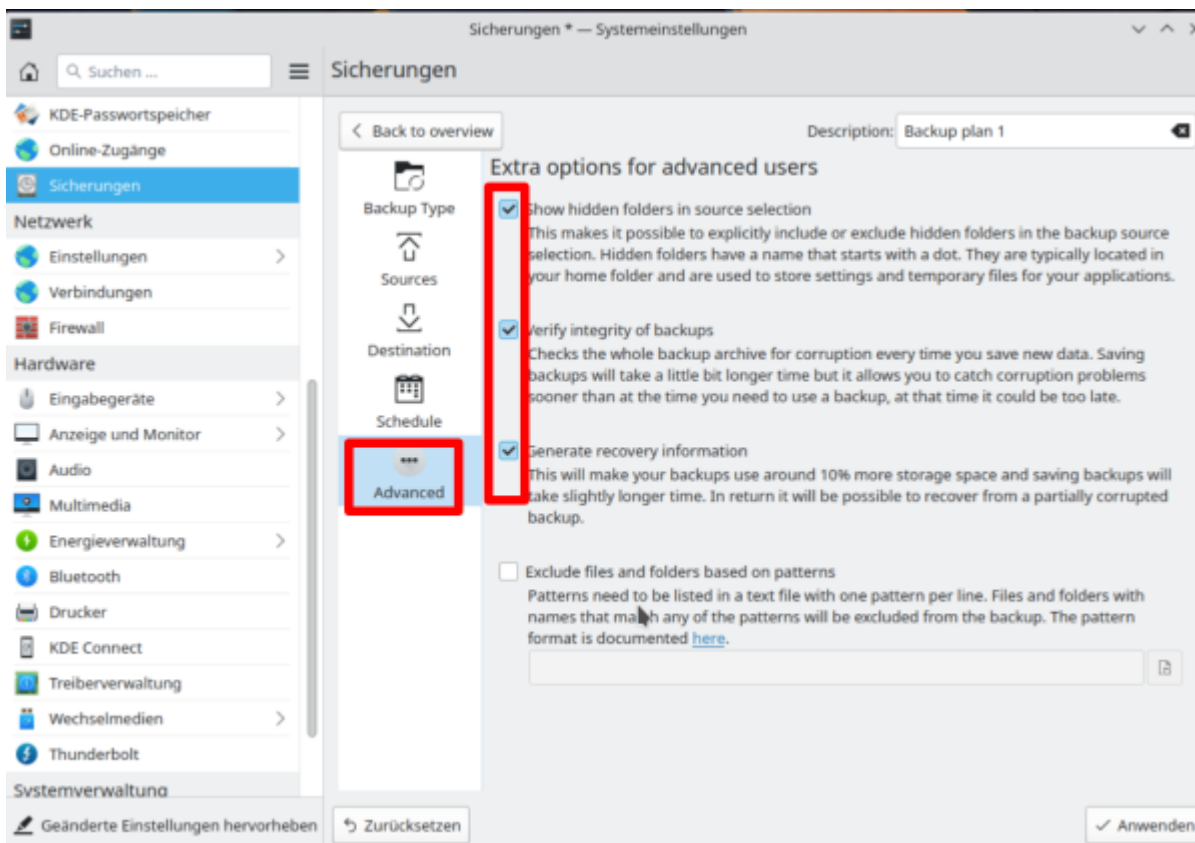 Sicherungen * — Systemeinstellungen
Suchen ...
Sicherungen
KDE-Passwortspeicher
Online-Zugänge
Sicherungen
Netzwerk
Einstellungen
Verbindungen
Firewall
Hardware
Eingabegeräte
Anzeige und Monitor
Audio
Multimedia
Energieverwaltung
Bluetooth
Drucker
KDE Connect
Treiberverwaltung
Wechselmedien
Thunderbolt
Systemverwaltung
Geänderte Einstellungen hervorheben
Back to overview
Description: Backup plan 1
Backup Type
Sources
Destination
Schedule
Advanced
Extra options for advanced users
Show hidden folders in source selection
This makes it possible to explicitly include or exclude hidden folders in the backup source
selection. Hidden folders have a name that starts with a dot. They are typically located in
your home folder and are used to store settings and temporary files for your applications.
Verify integrity of backups
Checks the whole backup archive for corruption every time you save new data. Saving
backups will take a little bit longer time but it allows you to catch corruption problems
sooner than at the time you need to use a backup, at that time it could be too late.
Generate recovery information
This will make your backups use around 10% more storage space and saving backups will
take slightly longer time. In return it will be possible to recover from a partially corrupted
backup.
Exclude files and folders based on patterns
Patterns need to be listed in a text file with one pattern per line. Files and folders with
names that match any of the patterns will be excluded from the backup. The pattern
format is documented here.
Zurücksetzen
Anwenden